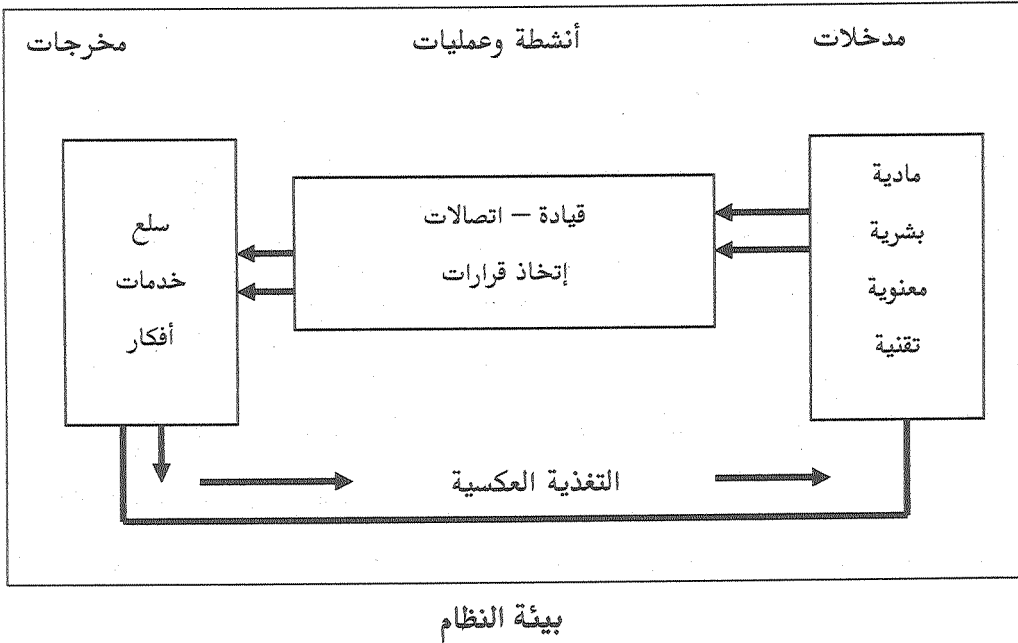 مدخلات
أنشطة وعمليات
مخرجات
مادية
بشرية
معنوية
تقنية
قيادة – اتصالات
إتخاذ قرارات
سلع
خدمات
أفكار
التغذية العكسية
بيئة النظام